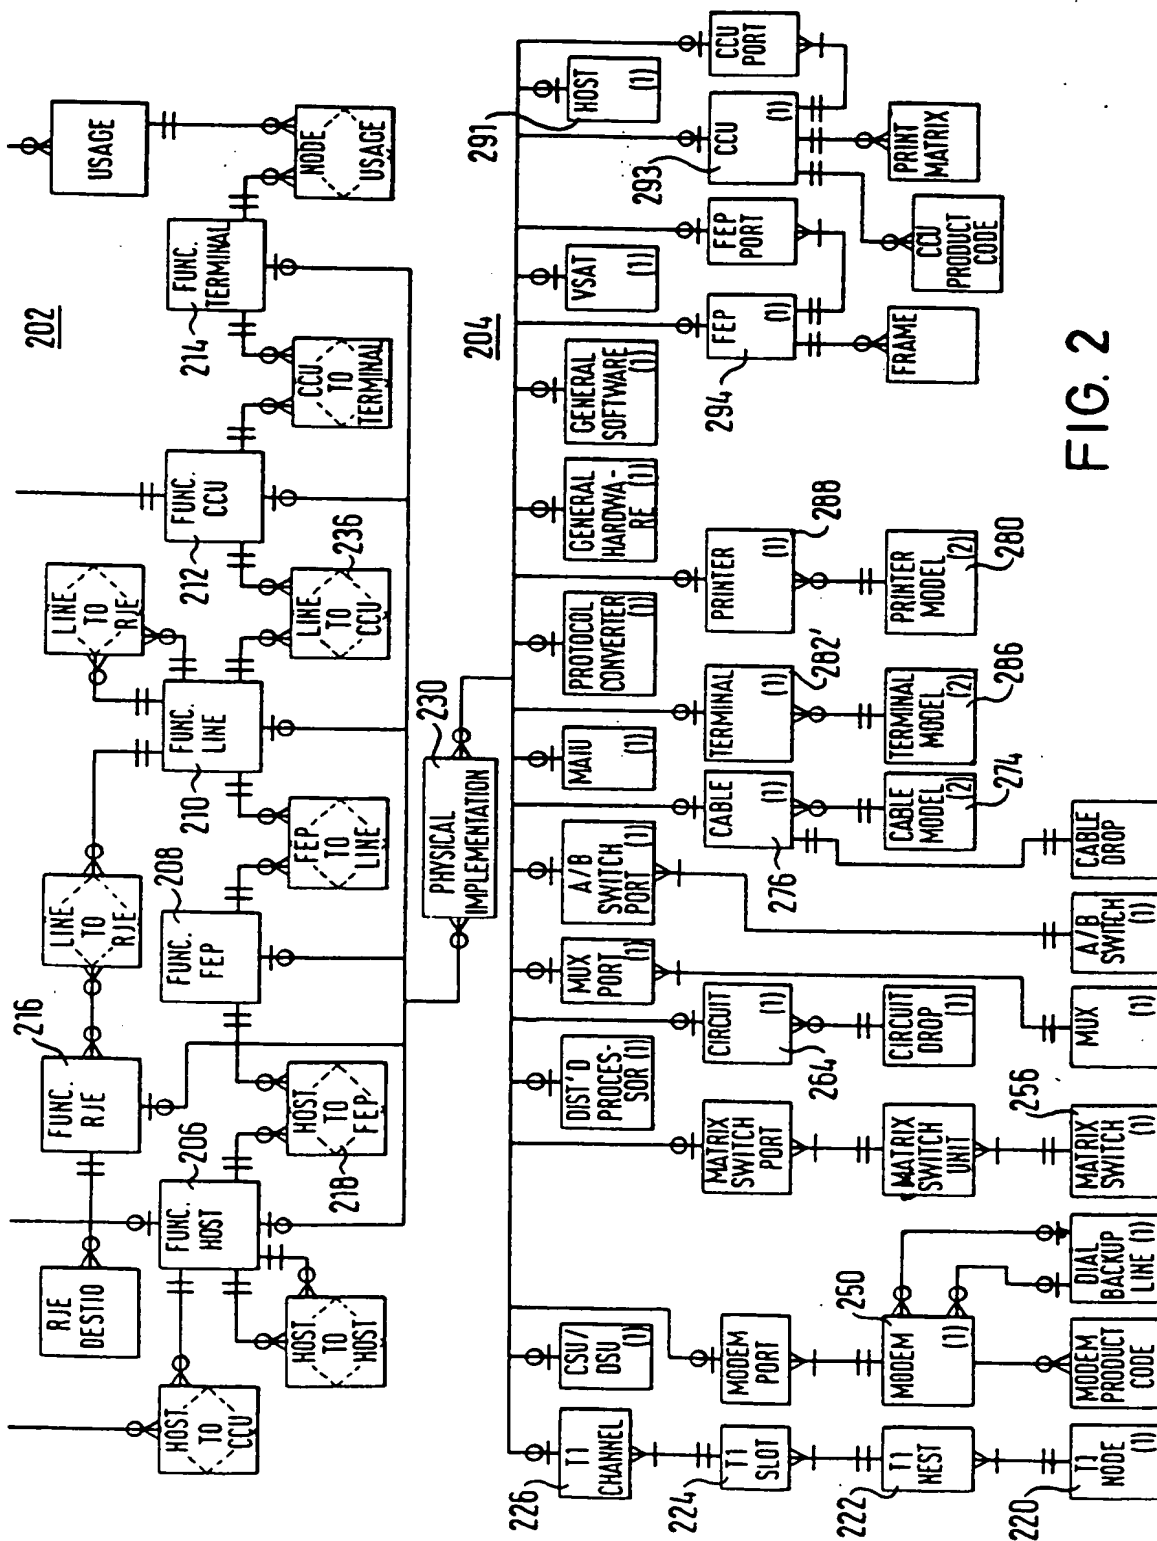 202
USAGE
NODE
USAGE
FUNC.
TERMINAL
214
CCU
TO
TERMINAL
FUNC.
CCU
212
LINE
TO
CCU
236
LINE
TO
RJE
FUNC.
LINE
210
FEP
TO
LINE
LINE
TO
RJE
FUNC.
FEP
208
216
FUNC.
RJE
HOST
TO
FEP
218
FUNC.
HOST
206
RJE
DESTIO
HOST
TO
HOST
HOST
TO
CCU
230
PHYSICAL
IMPLEMENTATION
204
226
T1
CHANNEL
224
T1
SLOT
222
T1
NEST
220
T1
NODE (1)
CSU/
DSU
(1)
MODEM
PORT
250
MODEM
(1)
MODEM
PRODUCT
CODE
DIAL
BACKUP
LINE (1)
DIST'D
PROCES-
SOR (1)
MATRIX
SWITCH
PORT
MATRIX
SWITCH
UNIT
256
MATRIX
SWITCH
(1)
MUX
PORT
(1)
CIRCUIT
(1)
264
CIRCUIT
DROP
(1)
MUX
(1)
A/B
SWITCH
PORT (1)
A/B
SWITCH
(1)
MAIU
(1)
CABLE
(1)
276
CABLE
MODEL
(2)
274
CABLE
DROP
PROTOCOL
CONVERTER
(1)
TERMINAL
(1)
282'
TERMINAL
MODEL
(2)
286
GENERAL
HARDWA-
RE (1)
PRINTER
(1)
288
PRINTER
MODEL
(2)
280
GENERAL
SOFTWARE
(1)
VSAT
(1)
FEP
(1)
294
FEP
PORT
FRAME
291
HOST
(1)
293
CCU
(1)
CCU
PORT
PRINT
MATRIX
CCU
PRODUCT
CODE
FIG. 2